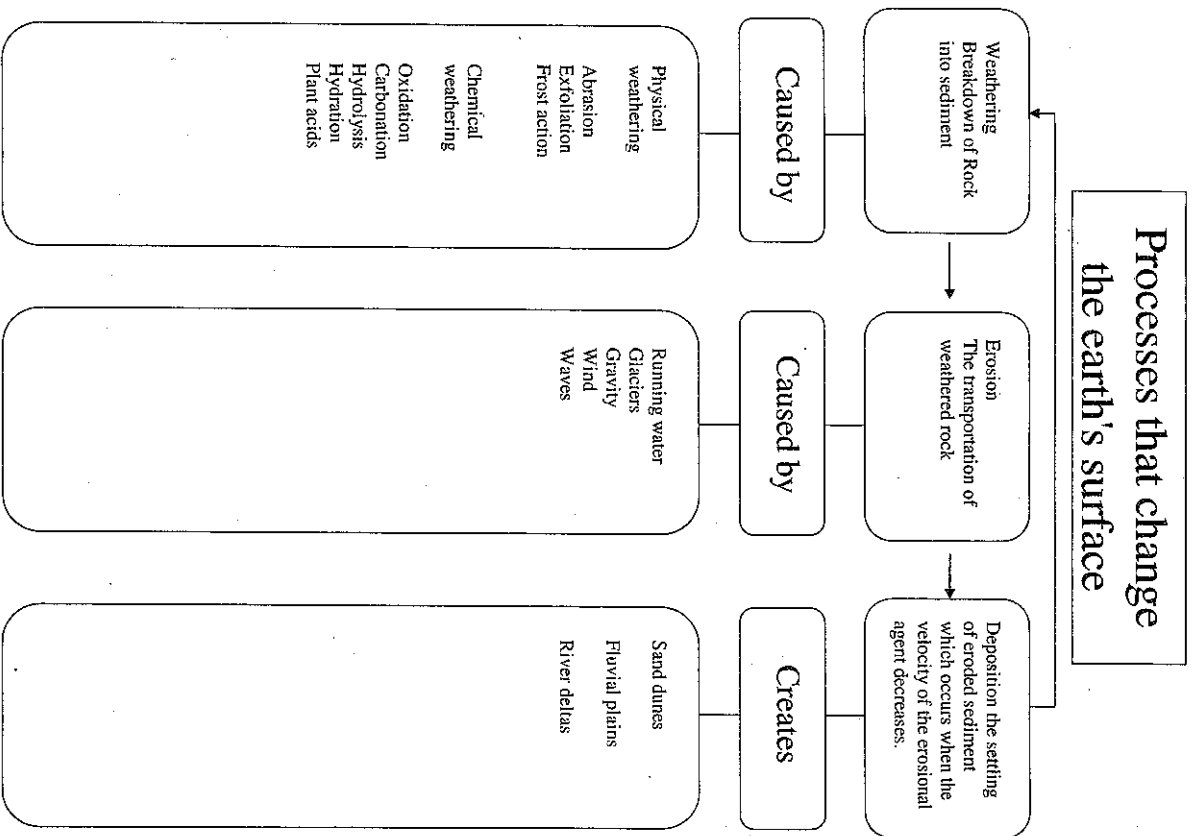 Processes that change
the earth's surface
Weathering
Breakdown of Rock
into sediment
Erosion
The transportation of
weathered rock
Deposition the settling
of eroded sediment
which occurs when the
velocity of the erosional
agent decreases.
Caused by
Caused by
Creates
Physical
weathering
Abrasion
Exfoliation
Frost action
Chemical
weathering
Oxidation
Carbonation
Hydrolysis
Hydration
Plant acids
Running water
Glaciers
Gravity
Wind
Waves
Sand dunes
Fluvial plains
River deltas